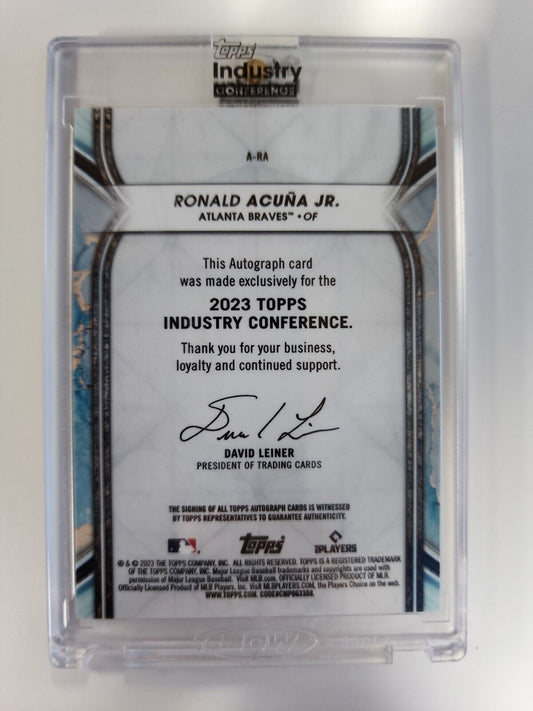 Topps
Industry
CONFERENCE
A-RA
RONALD ACUÑA JR.
ATLANTA BRAVES™ • OF
This Autograph card
was made exclusively for the
2023 TOPPS
INDUSTRY CONFERENCE.
Thank you for your business,
loyalty and continued support.
DAVID LEINER
PRESIDENT OF TRADING CARDS
THE SIGNING OF ALL TOPPS AUTOGRAPH CARDS IS WITNESSED
BY TOPPS REPRESENTATIVES TO GUARANTEE AUTHENTICITY.
Topps PLAYERS
® & © 2023 THE TOPPS COMPANY, INC. ALL RIGHTS RESERVED. TOPPS IS A REGISTERED TRADEMARK
OF THE TOPPS COMPANY, INC. Major League Baseball trademarks and copyrights are used with
permission of Major League Baseball. Visit MLB.com. OFFICIALLY LICENSED PRODUCT OF MLB
Officially Licensed Product of MLB Players, Inc. Visit MLBPLAYERS.COM, the Players Choice on the web.
WWW.TOPPS.COM. CODE#CMP083308.